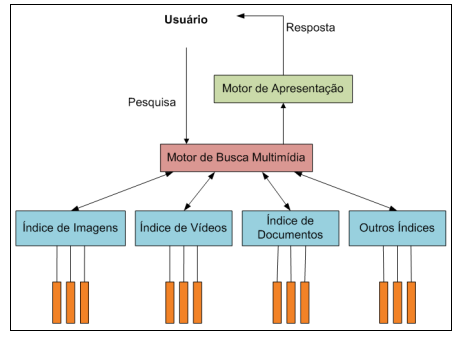 Usuário
Resposta
Motor de Apresentação
Pesquisa
Motor de Busca Multimídia
Índice de Imagens
Índice de Vídeos
Índice de
Documentos
Outros Índices